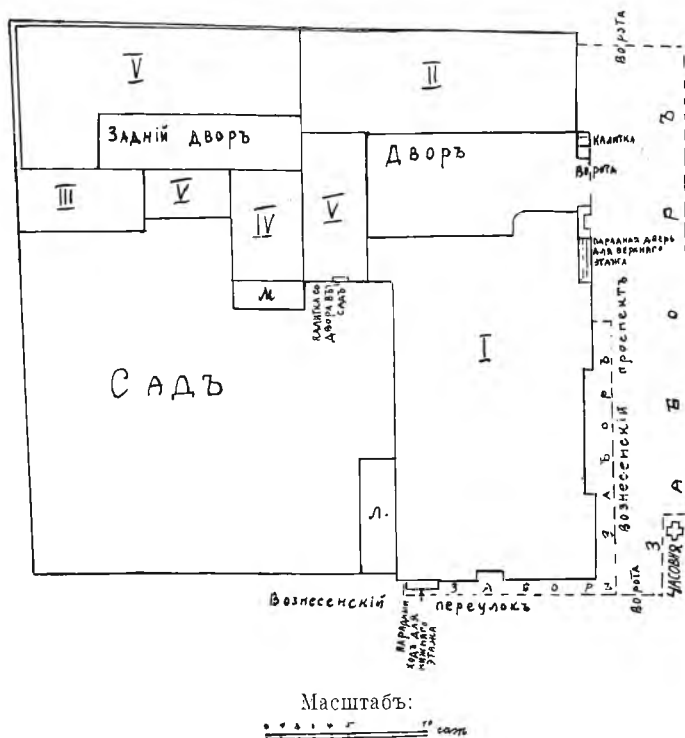 ВОРОТА
V
II
ЗАДНІЙ ДВОРЪ
ДВОРЪ
КАЛИТКА
ВОРОТА
III
V
IV
V
ПАРАДНАЯ ДВЕРЬ
ДЛЯ ВЕРХНЯГО
ЭТАЖА
М
КАЛИТКА СО
ДВОРА ВЪ
САДЪ
I
САДЪ
ЗАБОРЪ
ВОЗНЕСЕНСКІЙ ПРОСПЕКТЪ
ЗАБОРЪ
Л.
ЧАСОВНЯ
ВОРОТА
ЗАБОР
ВОЗНЕСЕНСКІЙ ПЕРЕУЛОКЪ
ПАРАДНЫЙ
ХОДЪ ДЛЯ
НИЖНЯГО
ЭТАЖА
Масштабъ:
саж